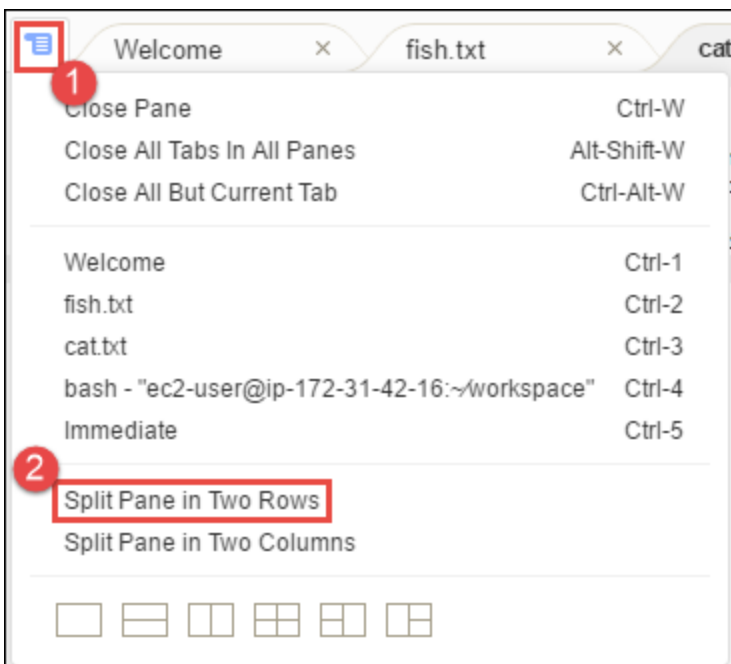 Welcome × fish.txt × cat
1
Close Pane Ctrl-W
Close All Tabs In All Panes Alt-Shift-W
Close All But Current Tab Ctrl-Alt-W
Welcome Ctrl-1
fish.txt Ctrl-2
cat.txt Ctrl-3
bash - "ec2-user@ip-172-31-42-16:~/workspace" Ctrl-4
Immediate Ctrl-5
2
Split Pane in Two Rows
Split Pane in Two Columns